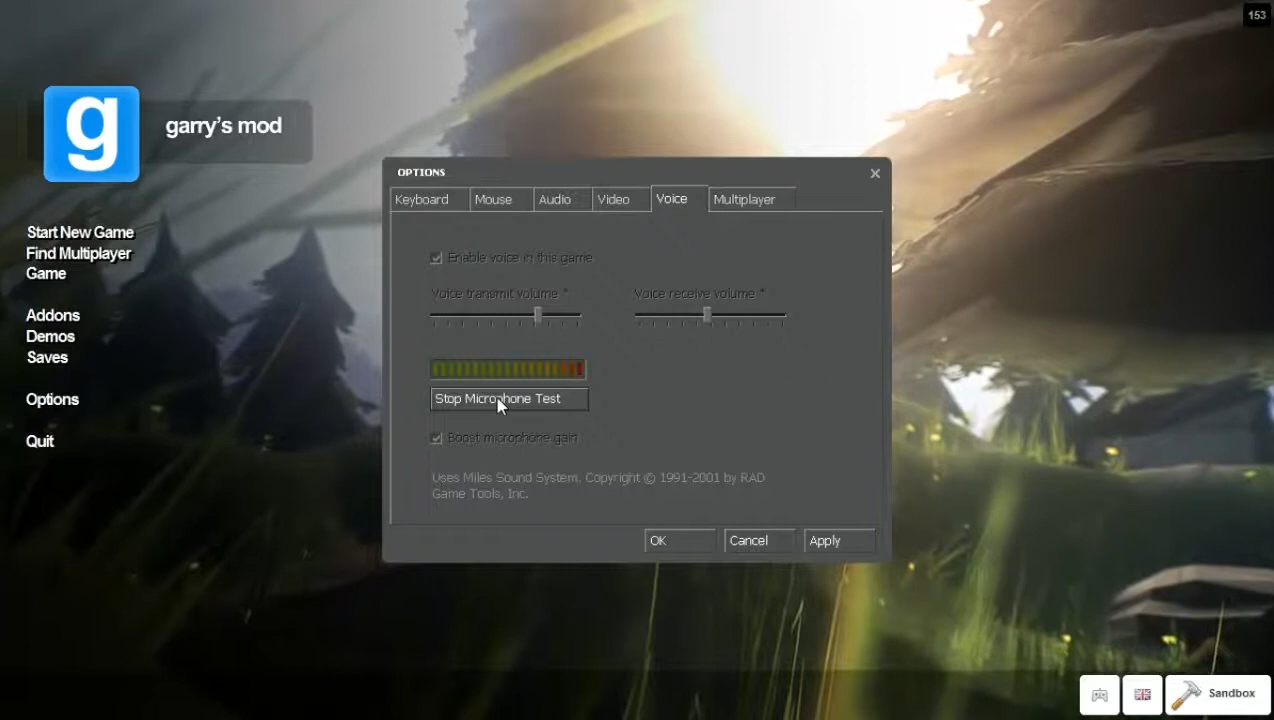 153
g
garry's mod
Start New Game
Find Multiplayer
Game
Addons
Demos
Saves
Options
Quit
OPTIONS
Keyboard Mouse Audio Video Voice Multiplayer
Enable voice in this game
Voice transmit volume * Voice receive volume *
Stop Microphone Test
Boost microphone gain
Uses Miles Sound System. Copyright © 1991-2001 by RAD
Game Tools, Inc.
OK Cancel Apply
Sandbox